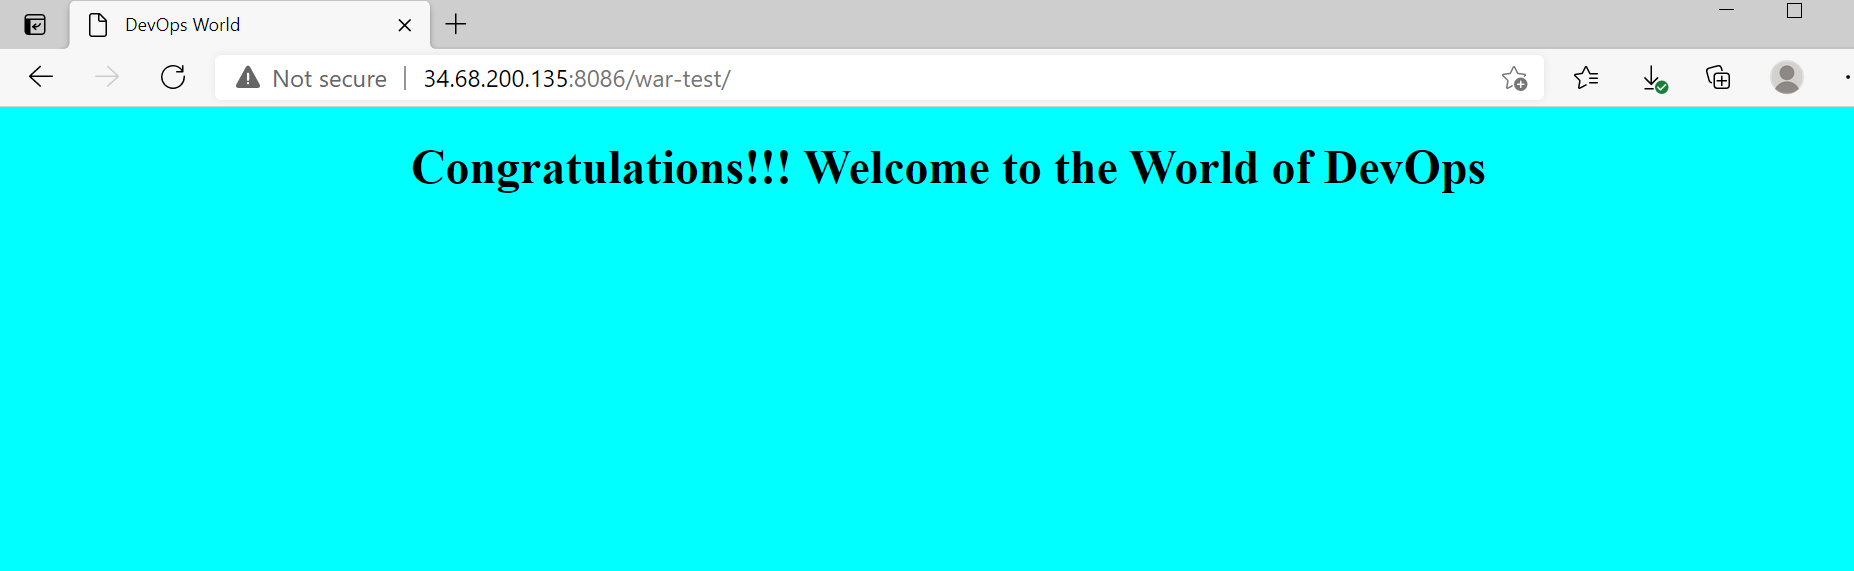 DevOps World
Not secure | 34.68.200.135:8086/war-test/
Congratulations!!! Welcome to the World of DevOps